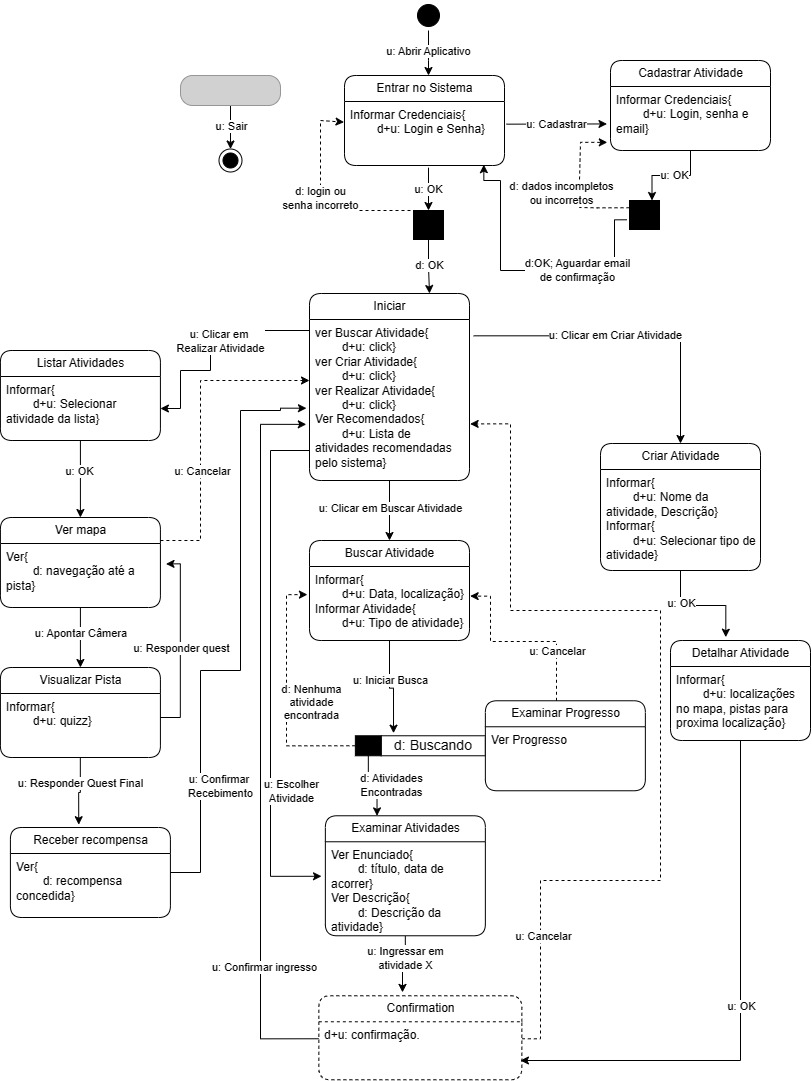 u: Abrir Aplicativo
Entrar no Sistema
Informar Credenciais{
d+u: Login e Senha}
Cadastrar Atividade
Informar Credenciais{
d+u: Login, senha e
email}
u: Sair
u: Cadastrar
u: OK
d: login ou
senha incorreto
u: OK
d: dados incompletos
ou incorretos
d: OK
d:OK; Aguardar email
de confirmação
Iniciar
ver Buscar Atividade{
d+u: click}
ver Criar Atividade{
d+u: click}
ver Realizar Atividade{
d+u: click}
Ver Recomendados{
d+u: Lista de
atividades recomendadas
pelo sistema}
u: Clicar em
Realizar Atividade
u: Clicar em Criar Atividade
Listar Atividades
Informar{
d+u: Selecionar
atividade da lista}
u: OK
u: Cancelar
Criar Atividade
Informar{
d+u: Nome da
atividade, Descrição}
Informar{
d+u: Selecionar tipo de
atividade}
u: Clicar em Buscar Atividade
Ver mapa
Ver{
d: navegação até a
pista}
Buscar Atividade
Informar{
d+u: Data, localização}
Informar Atividade{
d+u: Tipo de atividade}
u: OK
u: Apontar Câmera
u: Responder quest
u: Cancelar
Detalhar Atividade
Informar{
d+u: localizações
no mapa, pistas para
proxima localização}
Visualizar Pista
Informar{
d+u: quizz}
u: Iniciar Busca
d: Nenhuma
atividade
encontrada
Examinar Progresso
Ver Progresso
d: Buscando
u: Responder Quest Final
u: Confirmar
Recebimento
u: Escolher
Atividade
d: Atividades
Encontradas
Receber recompensa
Ver{
d: recompensa
concedida}
Examinar Atividades
Ver Enunciado{
d: título, data de
acorrer}
Ver Descrição{
d: Descrição da
atividade}
u: Cancelar
u: Ingressar em
atividade X
u: Confirmar ingresso
Confirmation
d+u: confirmação.
u: OK